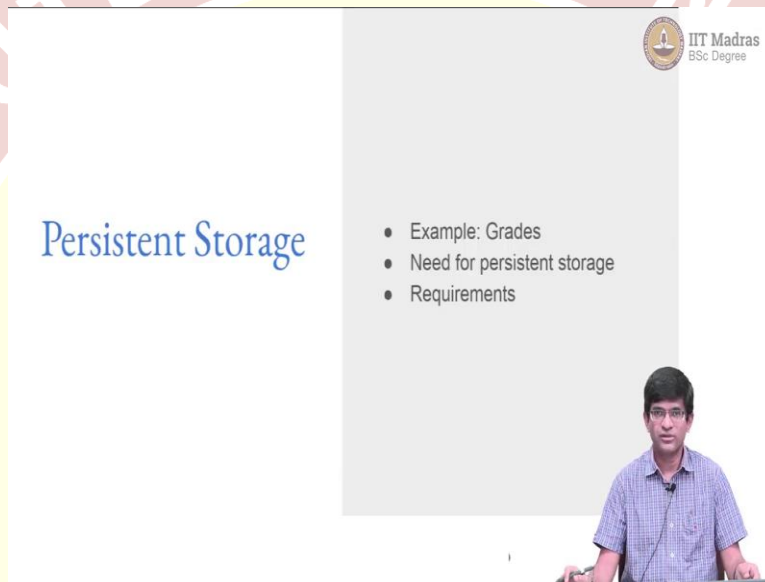 IIT Madras
BSc Degree
Persistent Storage
● Example: Grades
● Need for persistent storage
● Requirements